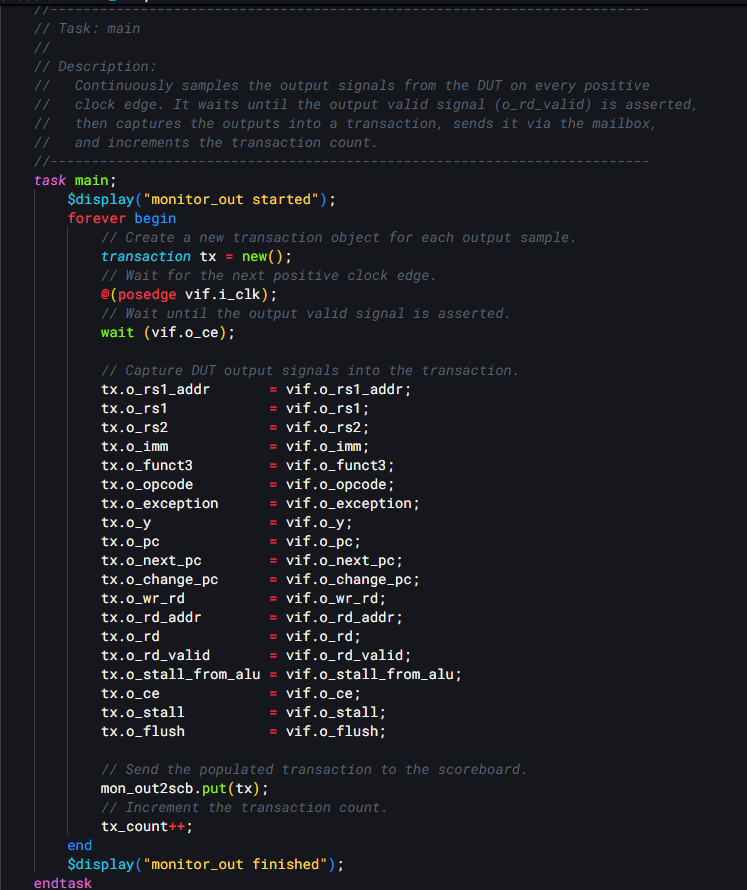 //-------------------------------------------------------------------------
// Task: main
//
// Description:
//   Continuously samples the output signals from the DUT on every positive
//   clock edge. It waits until the output valid signal (o_rd_valid) is asserted,
//   then captures the outputs into a transaction, sends it via the mailbox,
//   and increments the transaction count.
//-------------------------------------------------------------------------
task main;
    $display("monitor_out started");
    forever begin
        // Create a new transaction object for each output sample.
        transaction tx = new();
        // Wait for the next positive clock edge.
        @(posedge vif.i_clk);
        // Wait until the output valid signal is asserted.
        wait (vif.o_ce);

        // Capture DUT output signals into the transaction.
        tx.o_rs1_addr       = vif.o_rs1_addr;
        tx.o_rs1            = vif.o_rs1;
        tx.o_rs2            = vif.o_rs2;
        tx.o_imm            = vif.o_imm;
        tx.o_funct3         = vif.o_funct3;
        tx.o_opcode         = vif.o_opcode;
        tx.o_exception      = vif.o_exception;
        tx.o_y              = vif.o_y;
        tx.o_pc             = vif.o_pc;
        tx.o_next_pc        = vif.o_next_pc;
        tx.o_change_pc      = vif.o_change_pc;
        tx.o_wr_rd          = vif.o_wr_rd;
        tx.o_rd_addr        = vif.o_rd_addr;
        tx.o_rd             = vif.o_rd;
        tx.o_rd_valid       = vif.o_rd_valid;
        tx.o_stall_from_alu = vif.o_stall_from_alu;
        tx.o_ce             = vif.o_ce;
        tx.o_stall          = vif.o_stall;
        tx.o_flush          = vif.o_flush;

        // Send the populated transaction to the scoreboard.
        mon_out2scb.put(tx);
        // Increment the transaction count.
        tx_count++;
    end
    $display("monitor_out finished");
endtask